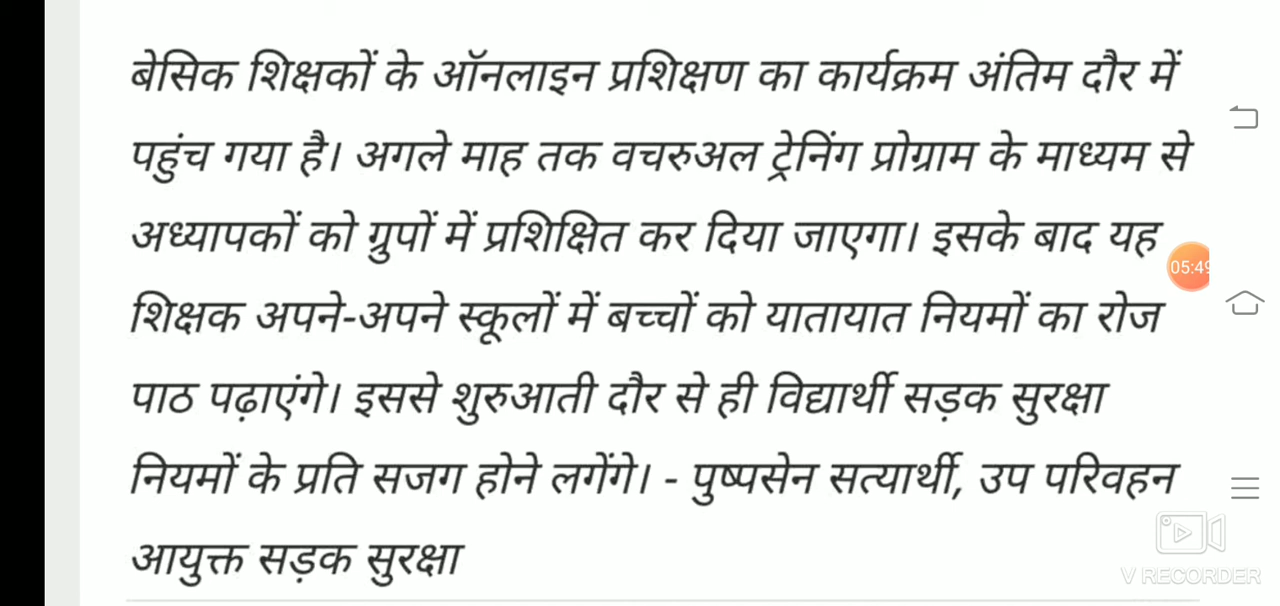 बेसिक शिक्षकों के ऑनलाइन प्रशिक्षण का कार्यक्रम अंतिम दौर में
पहुंच गया है। अगले माह तक वचरुअल ट्रेनिंग प्रोग्राम के माध्यम से
अध्यापकों को ग्रुपों में प्रशिक्षित कर दिया जाएगा। इसके बाद यह
05:49
शिक्षक अपने-अपने स्कूलों में बच्चों को यातायात नियमों का रोज
पाठ पढ़ाएंगे। इससे शुरुआती दौर से ही विद्यार्थी सड़क सुरक्षा
नियमों के प्रति सजग होने लगेंगे। - पुष्पसेन सत्यार्थी, उप परिवहन
आयुक्त सड़क सुरक्षा
V RECORDER